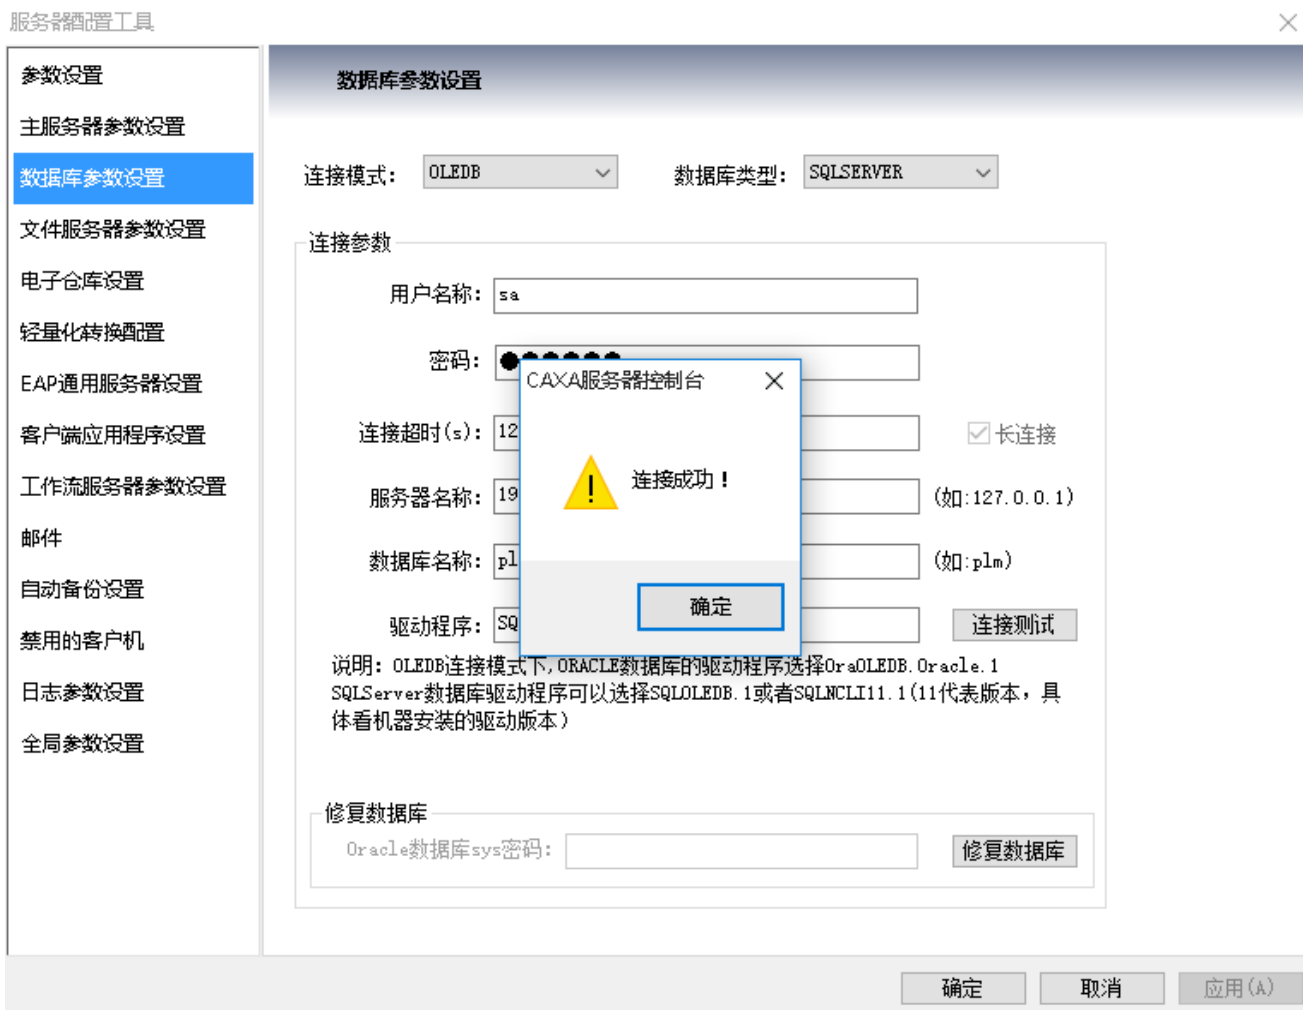 服务器配置工具
参数设置
主服务器参数设置
数据库参数设置
文件服务器参数设置
电子仓库设置
轻量化转换配置
EAP通用服务器设置
客户端应用程序设置
工作流服务器参数设置
邮件
自动备份设置
禁用的客户机
日志参数设置
全局参数设置
数据库参数设置
连接模式: OLEDB 数据库类型: SQLSERVER
连接参数
用户名称: sa
密码: ●●●●●●
CAXA服务器控制台
连接成功！
确定
连接超时(s): 12 长连接
服务器名称: 19 (如:127.0.0.1)
数据库名称: pl (如:plm)
驱动程序: SQ 连接测试
说明: OLEDB连接模式下,ORACLE数据库的驱动程序选择OraOLEDB.Oracle.1
SQLServer数据库驱动程序可以选择SQLOLEDB.1或者SQLNCLI11.1(11代表版本，具
体看机器安装的驱动版本)
修复数据库
Oracle数据库sys密码: 修复数据库
确定 取消 应用(A)